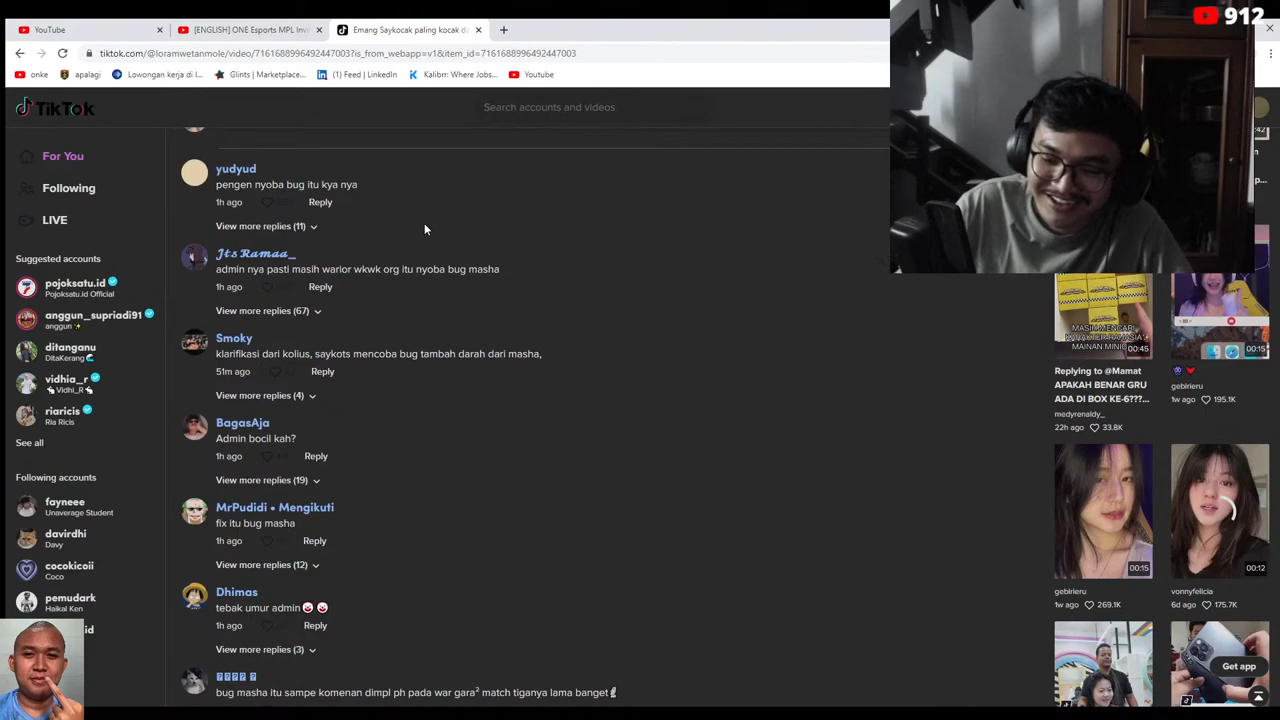 YouTube
[ENGLISH] ONE Esports MPL Invi
Emang Saykocak paling kocak da
912
tiktok.com/@loramwetanmole/video/7161688996492447003?is_from_webapp=v1&item_id=7161688996492447003
onke
apalagi
Lowongan kerja di I...
Glints | Marketplace...
(1) Feed | LinkedIn
Kalibrr: Where Jobs...
Youtube
TikTok
Search accounts and videos
For You
Following
LIVE
Suggested accounts
pojoksatu.id
Pojoksatu.id Official
anggun_supriadi91
anggun
ditanganu
DitaKerang
vidhia_r
Vidhi_R
riaricis
Ria Ricis
See all
Following accounts
fayneee
Unaverage Student
davirdhi
Davy
cocokicoii
Coco
pemudark
Haikal Ken
yudyud
pengen nyoba bug itu kya nya
1h ago
Reply
View more replies (11)
Jts Ramaa_
admin nya pasti masih warior wkwk org itu nyoba bug masha
1h ago
Reply
View more replies (67)
Smoky
klarifikasi dari kolius, saykots mencoba bug tambah darah dari masha,
51m ago
Reply
View more replies (4)
BagasAja
Admin bocil kah?
1h ago
Reply
View more replies (19)
MrPudidi • Mengikuti
fix itu bug masha
1h ago
Reply
View more replies (12)
Dhimas
tebak umur admin
1h ago
Reply
View more replies (3)
bug masha itu sampe komenan dimpl ph pada war gara² match tiganya lama banget
:42
MASIH MENCARI
MAINAN MINIO
00:45
00:15
Replying to @Mamat
APAKAH BENAR GRU
ADA DI BOX KE-6???...
medyrenaldy_
22h ago
33.8K
gebirieru
1w ago
195.1K
00:15
00:12
gebirieru
1w ago
269.1K
vonnyfelicia
6d ago
175.7K
Get app